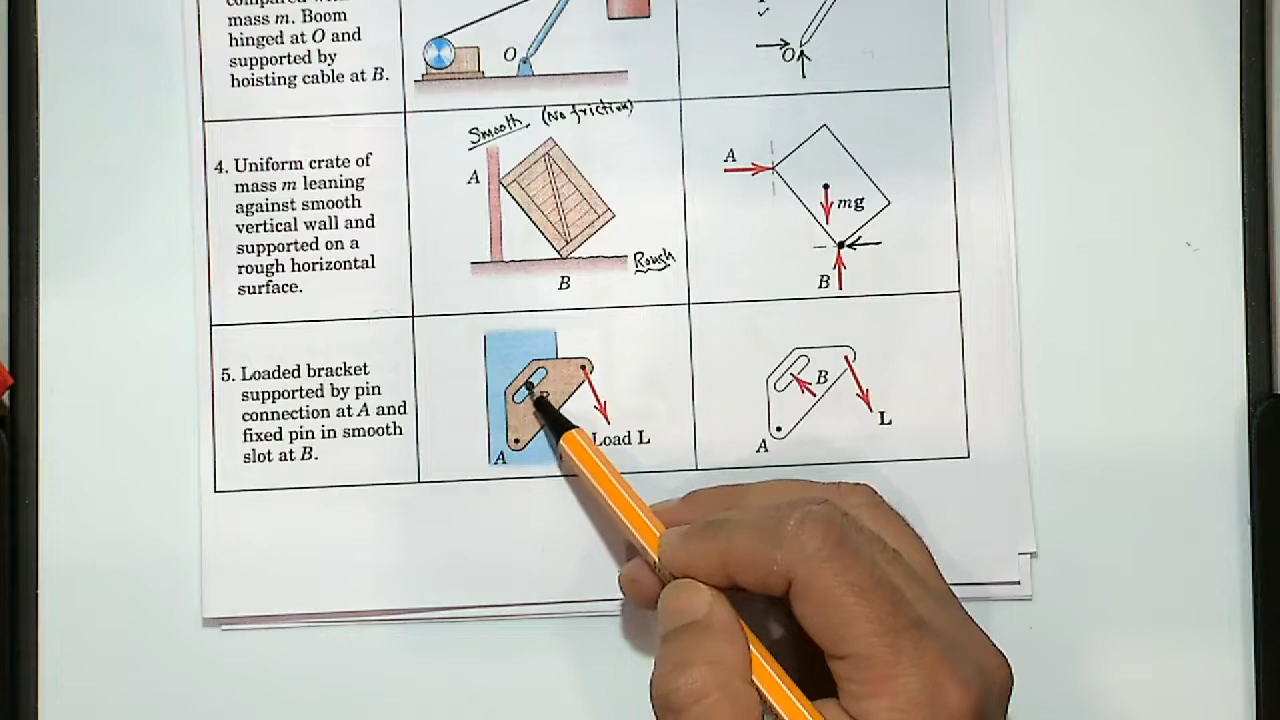 mass m. Boom
hinged at O and
supported by
hoisting cable at B.
O
O
4. Uniform crate of
mass m leaning
against smooth
vertical wall and
supported on a
rough horizontal
surface.
Smooth. (No friction)
A
Rough
B
A
mg
B
5. Loaded bracket
supported by pin
connection at A and
fixed pin in smooth
slot at B.
Load L
A
B
L
A